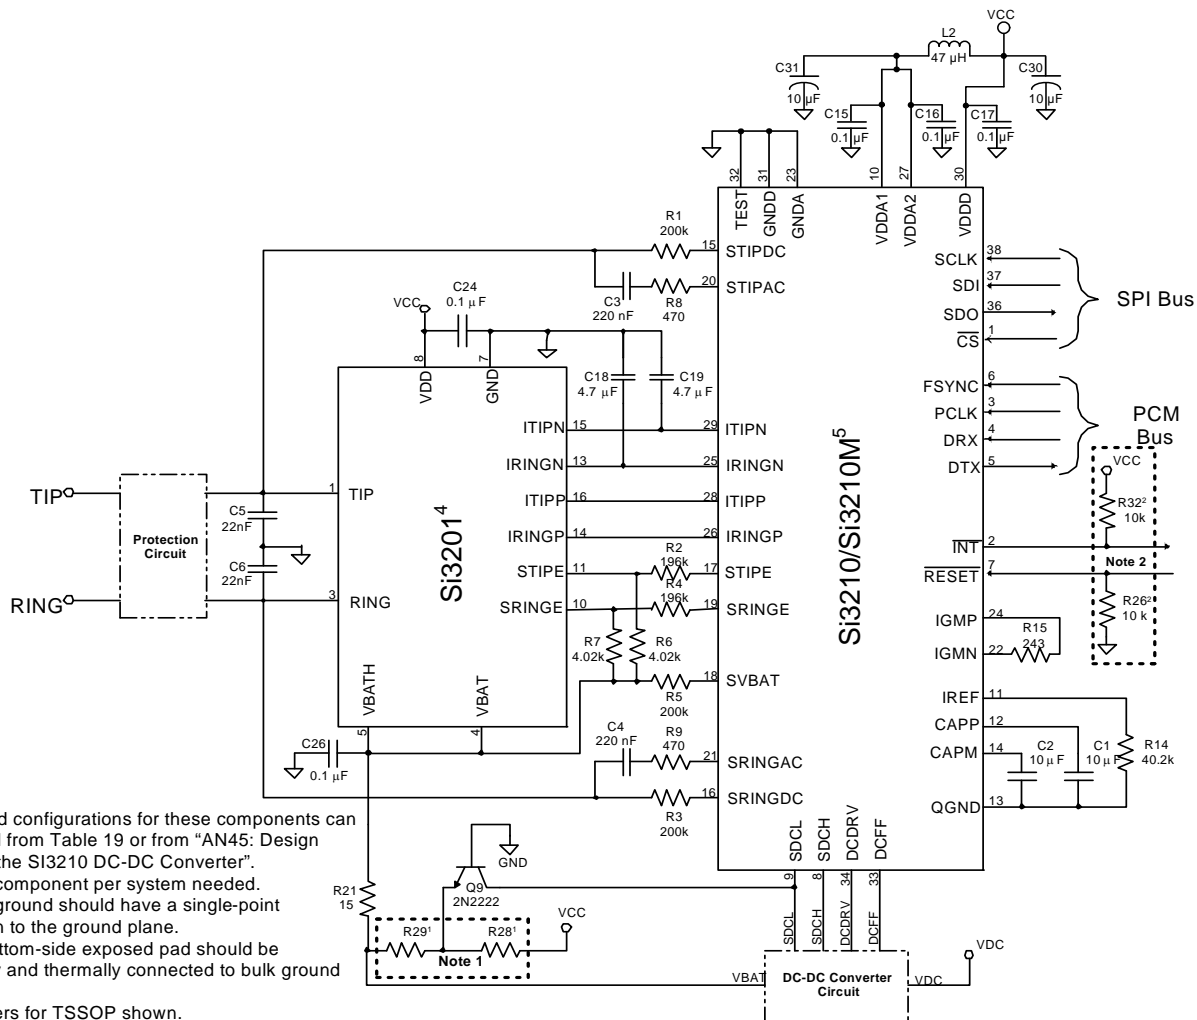 VCC
L2
47 µH
C31
10 µF
C30
10 µF
C15
0.1 µF
C16
0.1 µF
C17
0.1 µF
32
31
23
10
27
30
TEST
GNDD
GNDA
VDDA1
VDDA2
VDDD
R1
200k
15
STIPDC
C3
220 nF
R8
470
20
STIPAC
SCLK
38
SDI
37
SDO
36
CS
1
SPI Bus
FSYNC
6
PCLK
3
DRX
4
DTX
5
PCM
Bus
VCC
C24
0.1 µF
8
7
VDD
GND
C18
4.7 µF
C19
4.7 µF
ITIPN
15
29
ITIPN
IRINGN
13
25
IRINGN
ITIPP
16
28
ITIPP
IRINGP
14
26
IRINGP
STIPE
11
R2
196k
17
STIPE
SRINGE
10
R4
196k
19
SRINGE
R7
4.02k
R6
4.02k
R5
200k
18
SVBAT
Si3201⁴
Si3210/Si3210M⁵
TIP
RING
Protection
Circuit
C5
22nF
C6
22nF
1
TIP
3
RING
VBATH
VBAT
5
4
C26
0.1 µF
C4
220 nF
R9
470
21
SRINGAC
R3
200k
16
SRINGDC
VCC
R32²
10k
INT
2
Note 2
RESET
7
R26²
10 k
IGMP
24
R15
243
IGMN
22
IREF
11
CAPP
12
CAPM
14
QGND
13
C2
10 µF
C1
10 µF
R14
40.2k
SDCL
SDCH
DCDRV
DCFF
9
8
34
33
SDCL
SDCH
DCDRV
DCFF
GND
Q9
2N2222
R21
15
R29¹
R28¹
Note 1
VCC
VBAT
DC-DC Converter
Circuit
VDC
VDC
d configurations for these components can
d from Table 19 or from “AN45: Design
the SI3210 DC-DC Converter”.
component per system needed.
ground should have a single-point
n to the ground plane.
ttom-side exposed pad should be
y and thermally connected to bulk ground
ers for TSSOP shown.